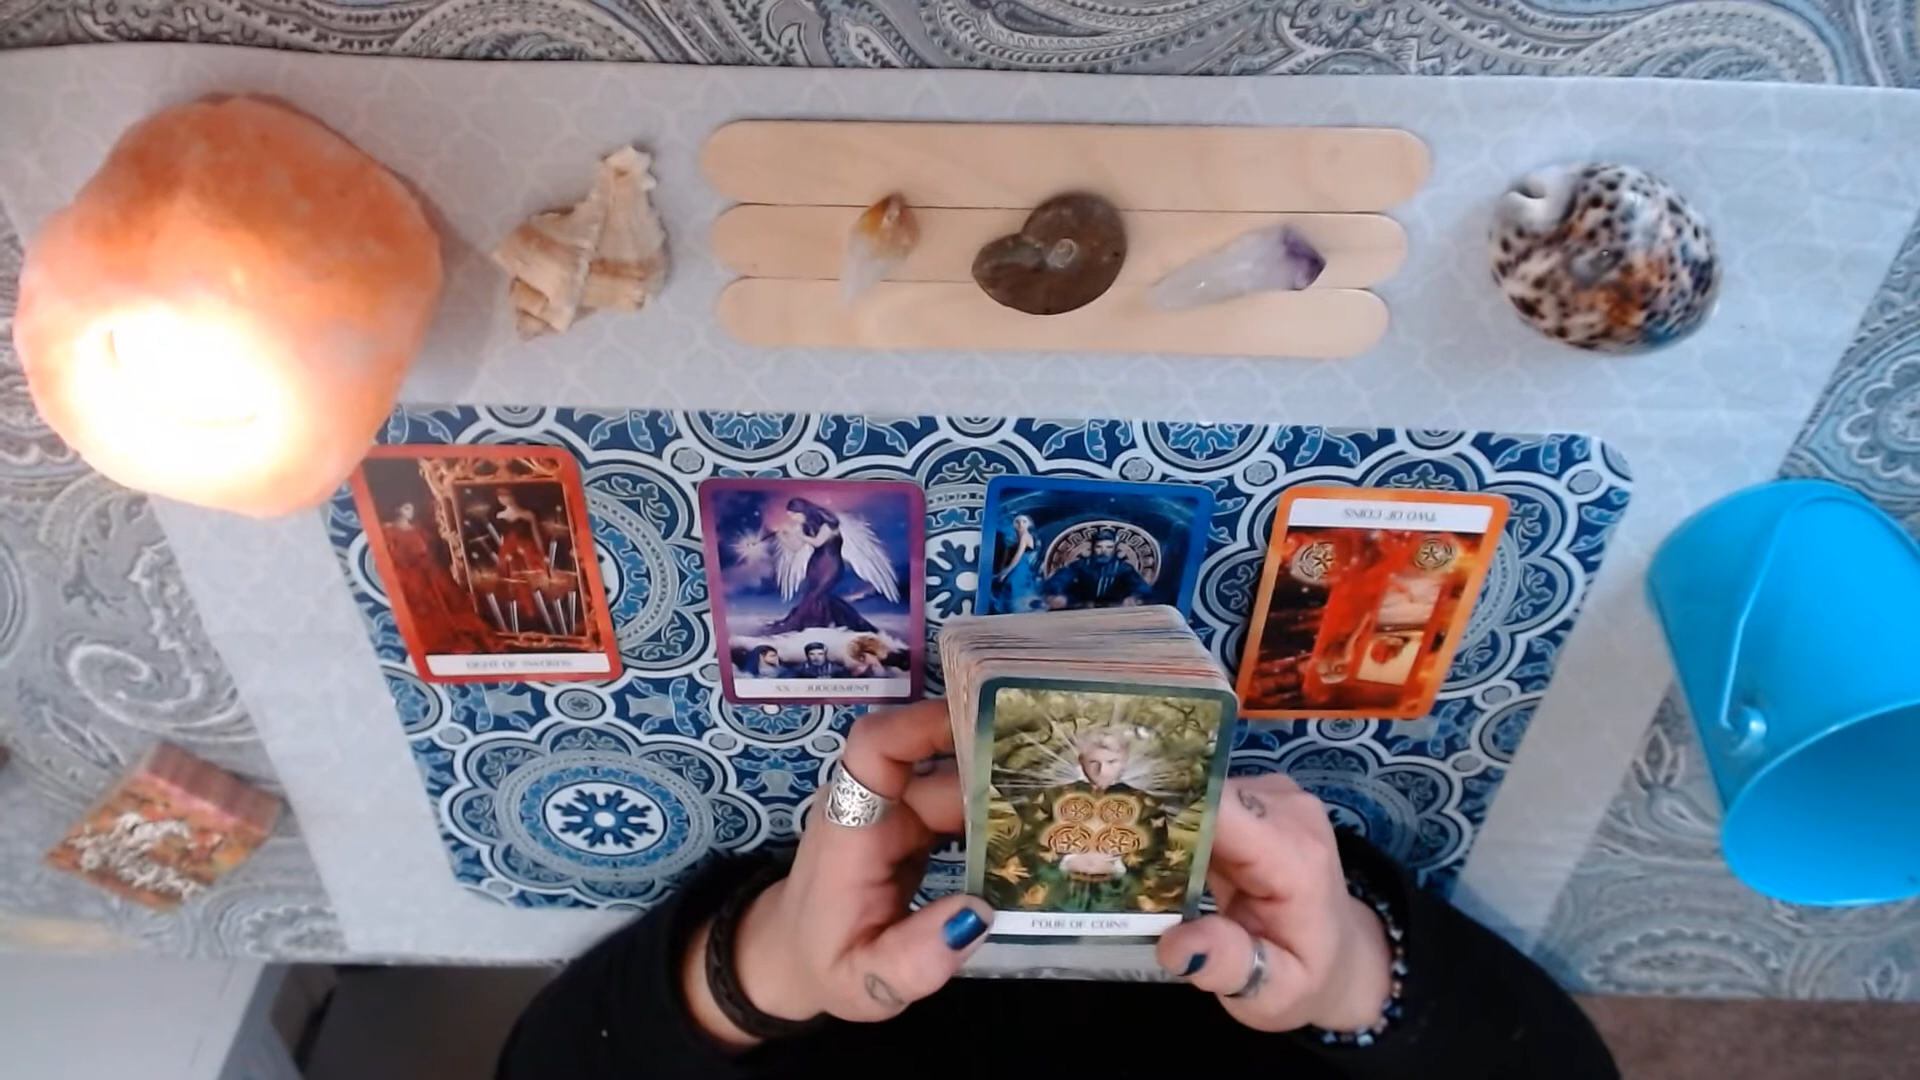 EIGHT OF SWORDS
XX - JUDGEMENT
TWO OF COINS
FOUR OF COINS